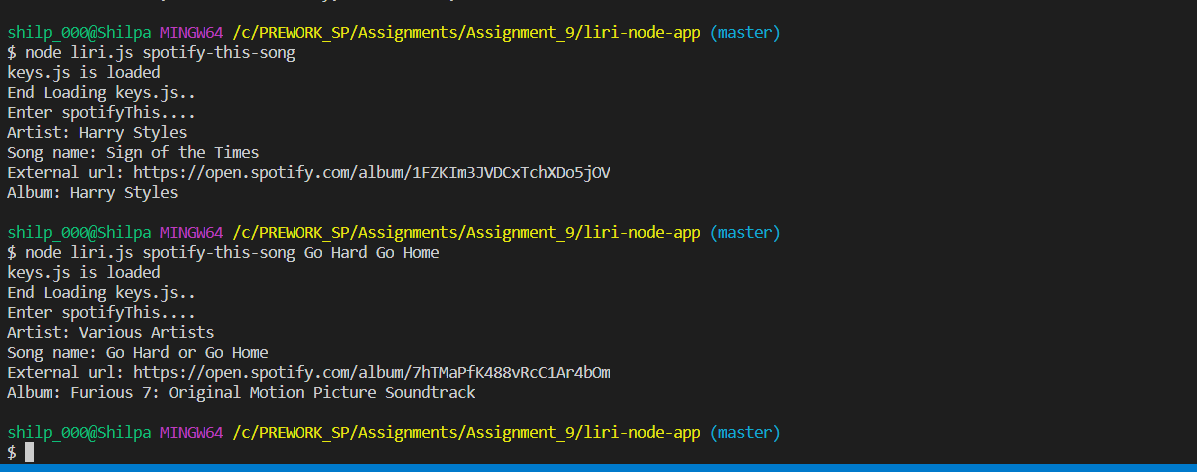 shilp_000@Shilpa MINGW64 /c/PREWORK_SP/Assignments/Assignment_9/liri-node-app (master)
$ node liri.js spotify-this-song
keys.js is loaded
End Loading keys.js..
Enter spotifyThis....
Artist: Harry Styles
Song name: Sign of the Times
External url: https://open.spotify.com/album/1FZKIm3JVDCxTchXDo5jOV
Album: Harry Styles
shilp_000@Shilpa MINGW64 /c/PREWORK_SP/Assignments/Assignment_9/liri-node-app (master)
$ node liri.js spotify-this-song Go Hard Go Home
keys.js is loaded
End Loading keys.js..
Enter spotifyThis....
Artist: Various Artists
Song name: Go Hard or Go Home
External url: https://open.spotify.com/album/7hTMaPfK488vRcC1Ar4bOm
Album: Furious 7: Original Motion Picture Soundtrack
shilp_000@Shilpa MINGW64 /c/PREWORK_SP/Assignments/Assignment_9/liri-node-app (master)
$